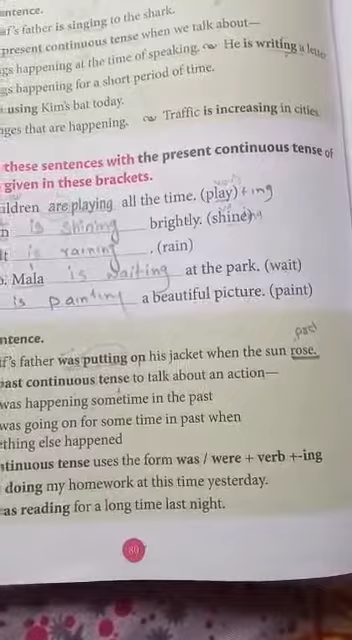 entence.
af's father is singing to the shark.
present continuous tense when we talk about—
gs happening at the time of speaking. He is writing a letter
gs happening for a short period of time.
using Kim's bat today.
ges that are happening. Traffic is increasing in cities
these sentences with the present continuous tense of
given in these brackets.
ildren are playing all the time. (play) + ing
n is shining brightly. (shine)
It is raining . (rain)
b. Mala is waiting at the park. (wait)
is painting a beautiful picture. (paint)
ntence.
past
f's father was putting on his jacket when the sun rose.
past continuous tense to talk about an action—
was happening sometime in the past
was going on for some time in past when
ething else happened
ntinuous tense uses the form was / were + verb +-ing
doing my homework at this time yesterday.
as reading for a long time last night.
89